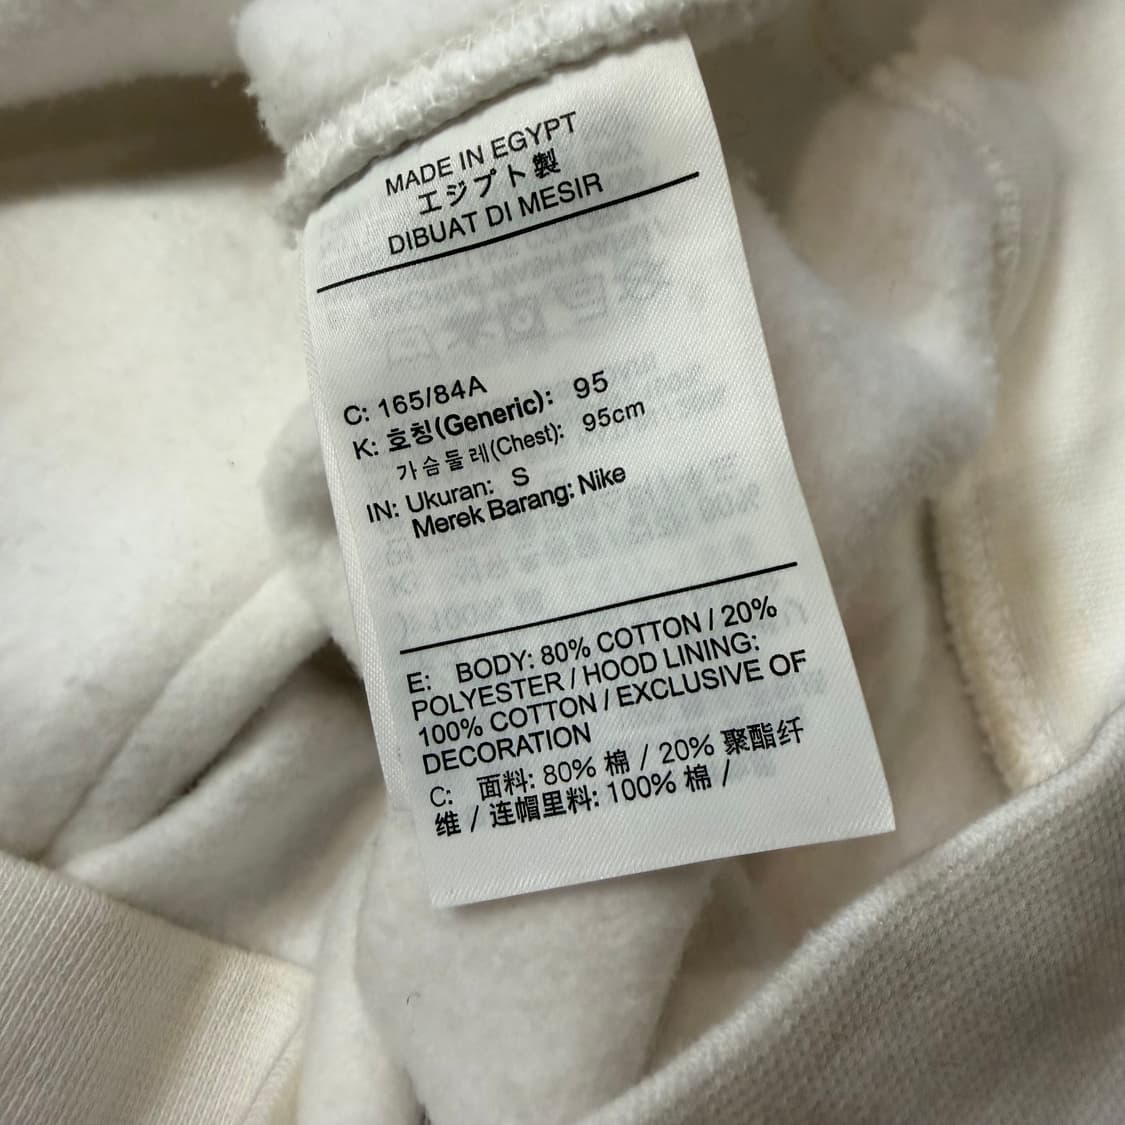 MADE IN EGYPT
エジプト製
DIBUAT DI MESIR
C: 165/84A
K: 호칭(Generic): 95
가슴둘레(Chest): 95cm
IN: Ukuran: S
Merek Barang: Nike
E: BODY: 80% COTTON / 20%
POLYESTER / HOOD LINING:
100% COTTON / EXCLUSIVE OF
DECORATION
C: 面料: 80% 棉 / 20% 聚酯纤
维 / 连帽里料: 100% 棉 /